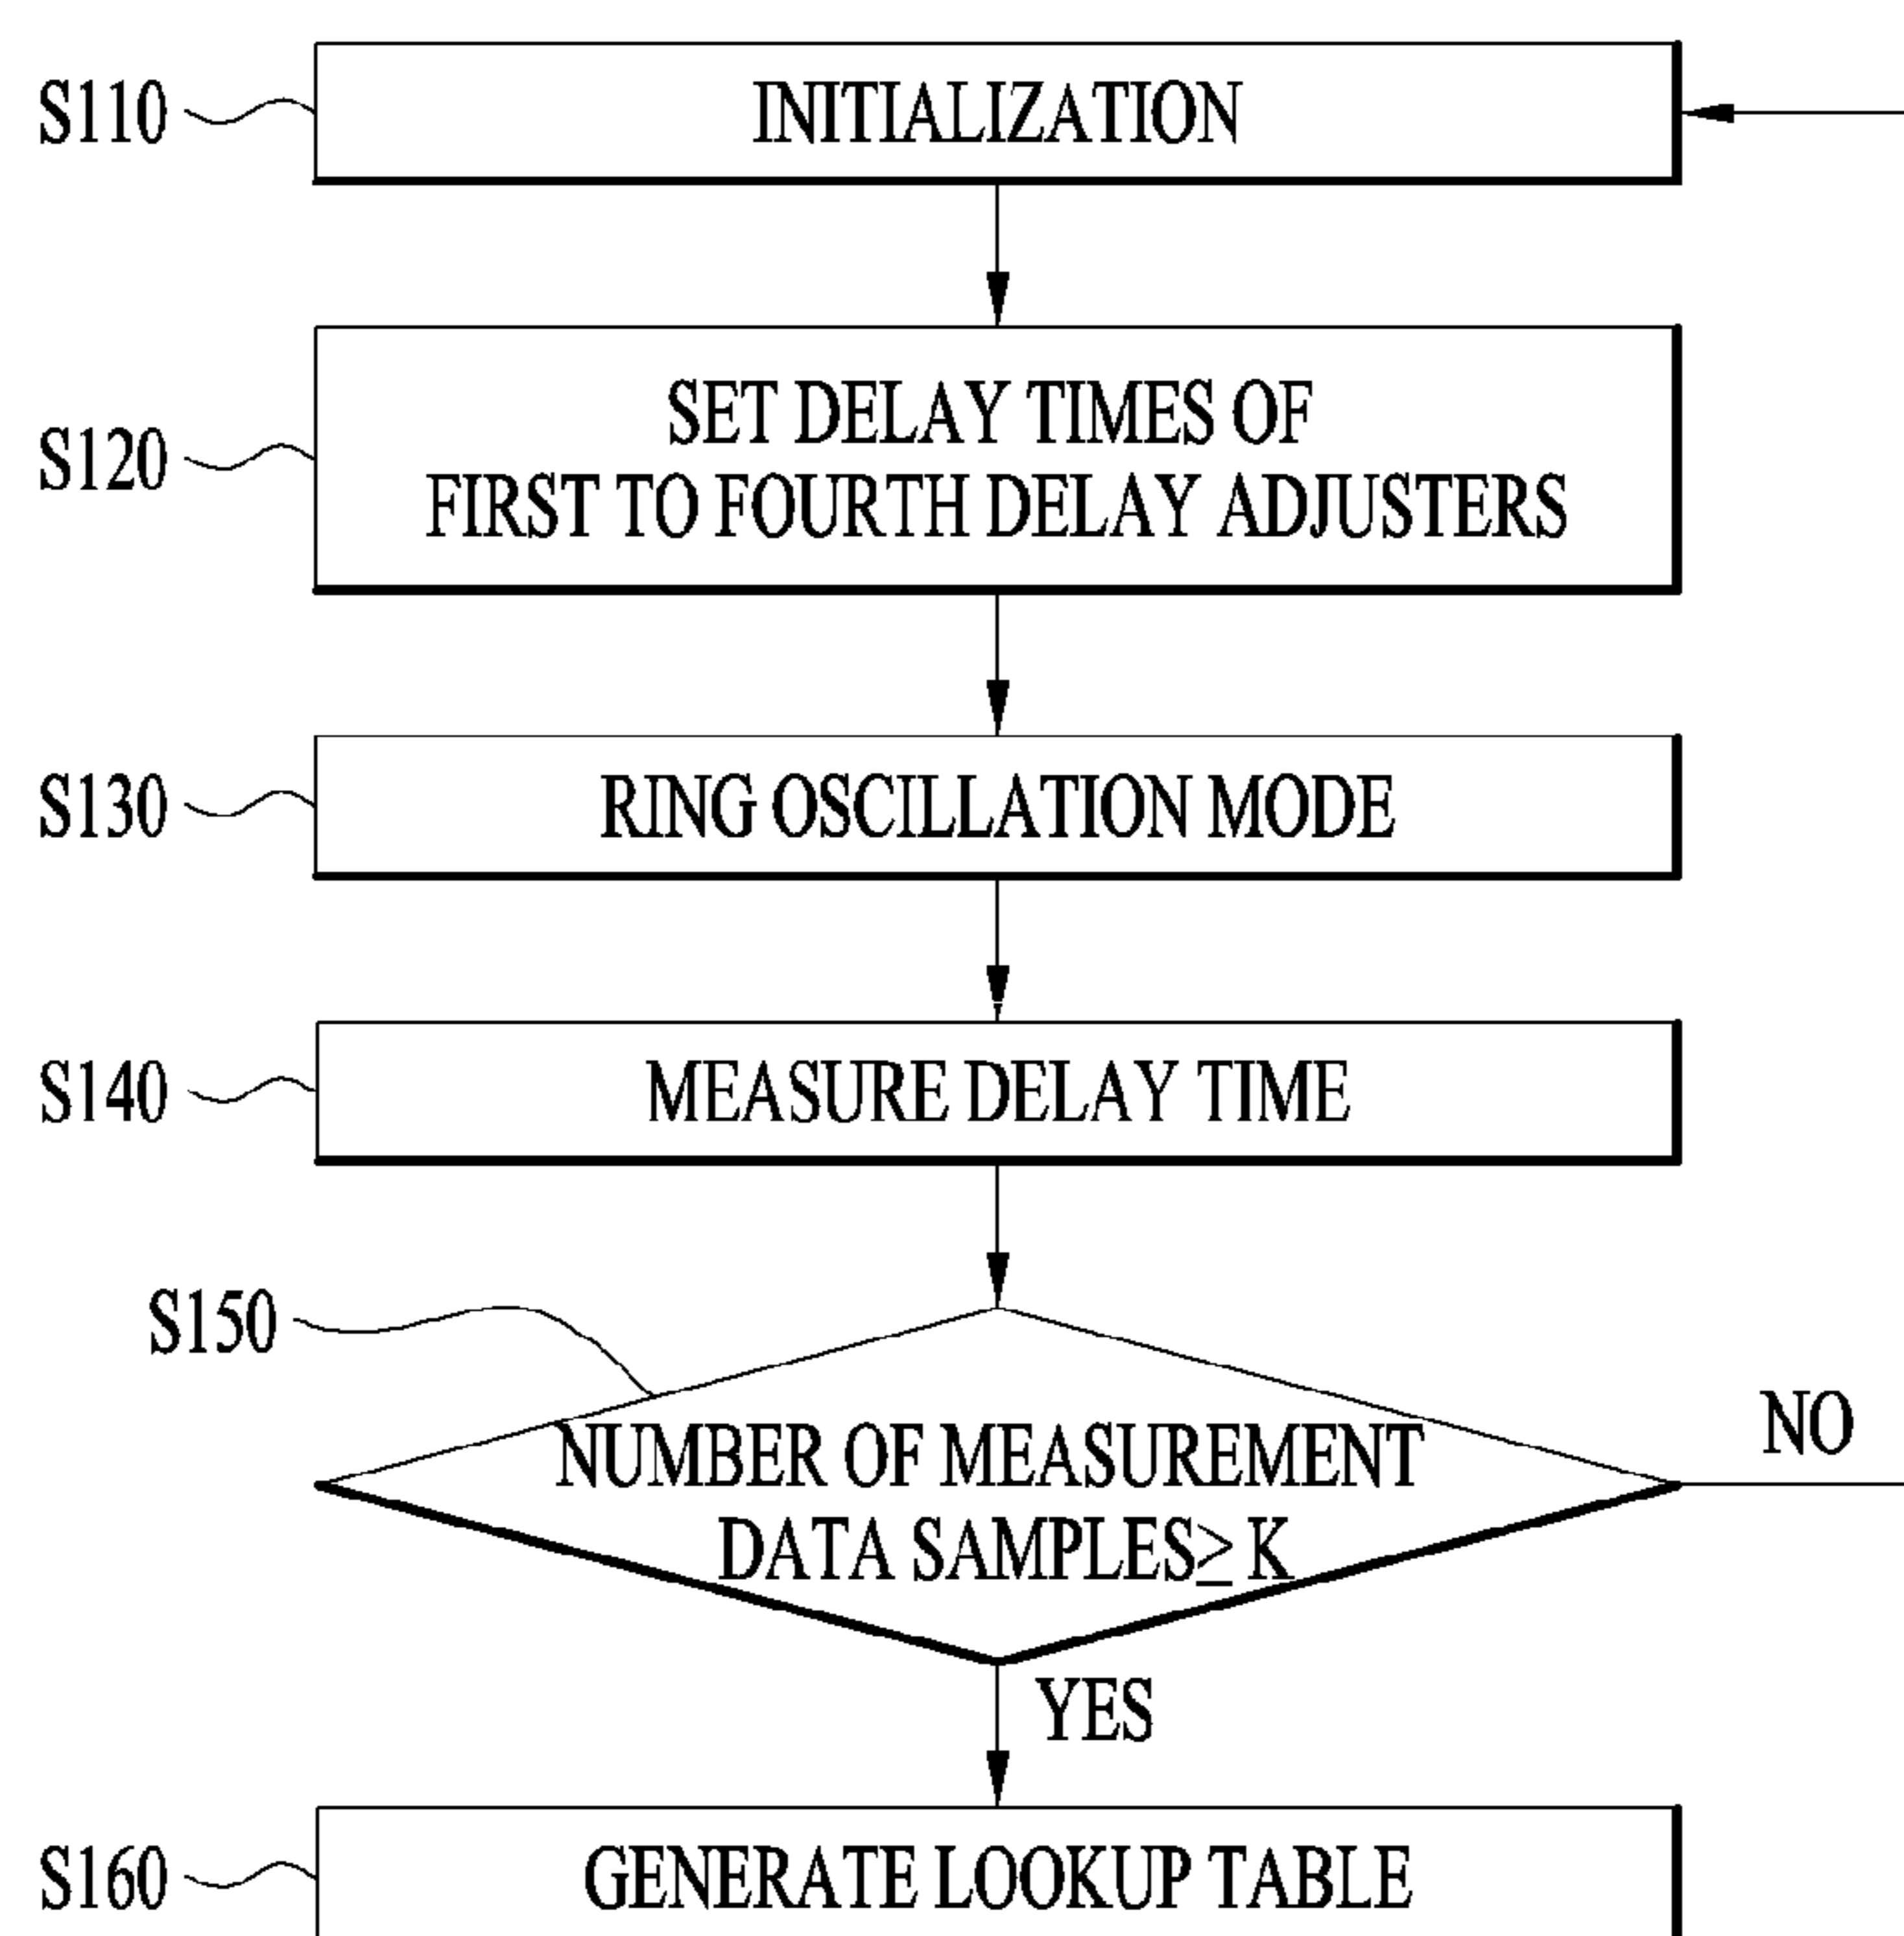 S110
INITIALIZATION
S120
SET DELAY TIMES OF
FIRST TO FOURTH DELAY ADJUSTERS
S130
RING OSCILLATION MODE
S140
MEASURE DELAY TIME
S150
NUMBER OF MEASUREMENT
DATA SAMPLES≥ K
NO
YES
S160
GENERATE LOOKUP TABLE